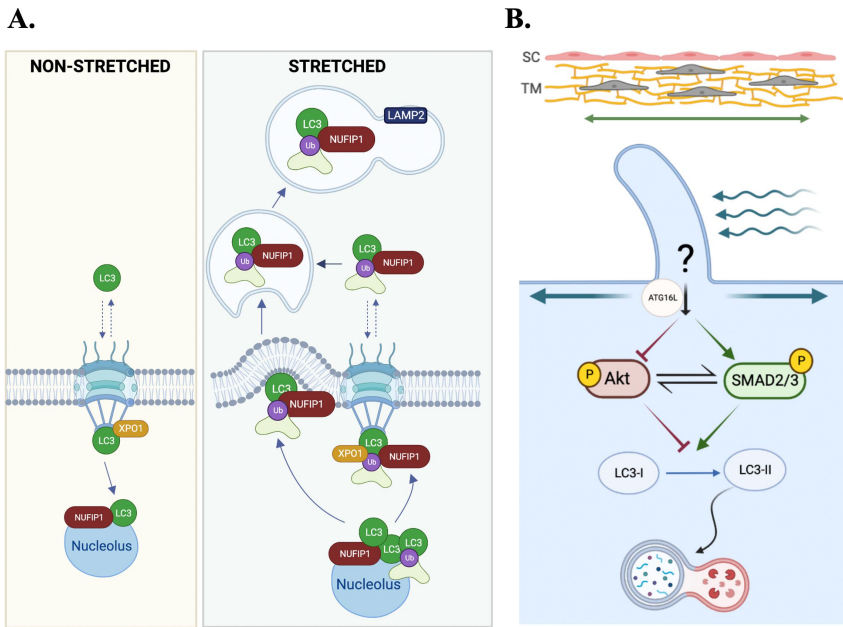 A.
NON-STRETCHED
LC3
LC3
XPO1
NUFIP1
LC3
Nucleolus
STRETCHED
LAMP2
LC3
Ub
NUFIP1
LC3
Ub
NUFIP1
LC3
Ub
NUFIP1
LC3
Ub
NUFIP1
LC3
XPO1
Ub
NUFIP1
LC3
LC3
LC3
NUFIP1
Ub
Nucleolus
B.
SC
TM
?
ATG16L
P
Akt
P
SMAD2/3
LC3-I
LC3-II